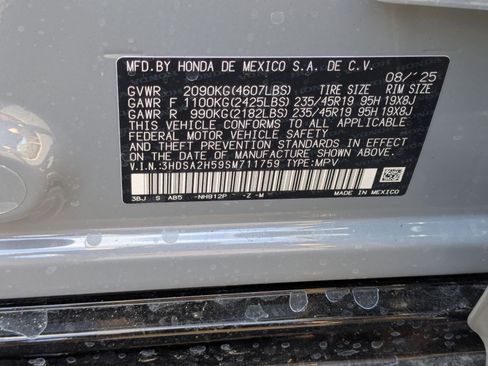 MFD.BY HONDA DE MEXICO S.A. DE C.V.
08/'25
GVWR 2090KG(4607LBS) TIRE SIZE RIM SIZE
GAWR F 1100KG(2425LBS) 235/45R19 95H 19X8J
GAWR R 990KG(2182LBS) 235/45R19 95H 19X8J
THIS VEHICLE CONFORMS TO ALL APPLICABLE
FEDERAL MOTOR VEHICLE SAFETY
AND THEFT PREVENTION STANDARDS IN EFFECT
ON THE DATE OF MANUFACTURE SHOWN ABOVE.
V.I.N.:3HDSA2H59SM711759 TYPE:MPV
3BJ S AB5 -NH912P -Z -M
MADE IN MEXICO